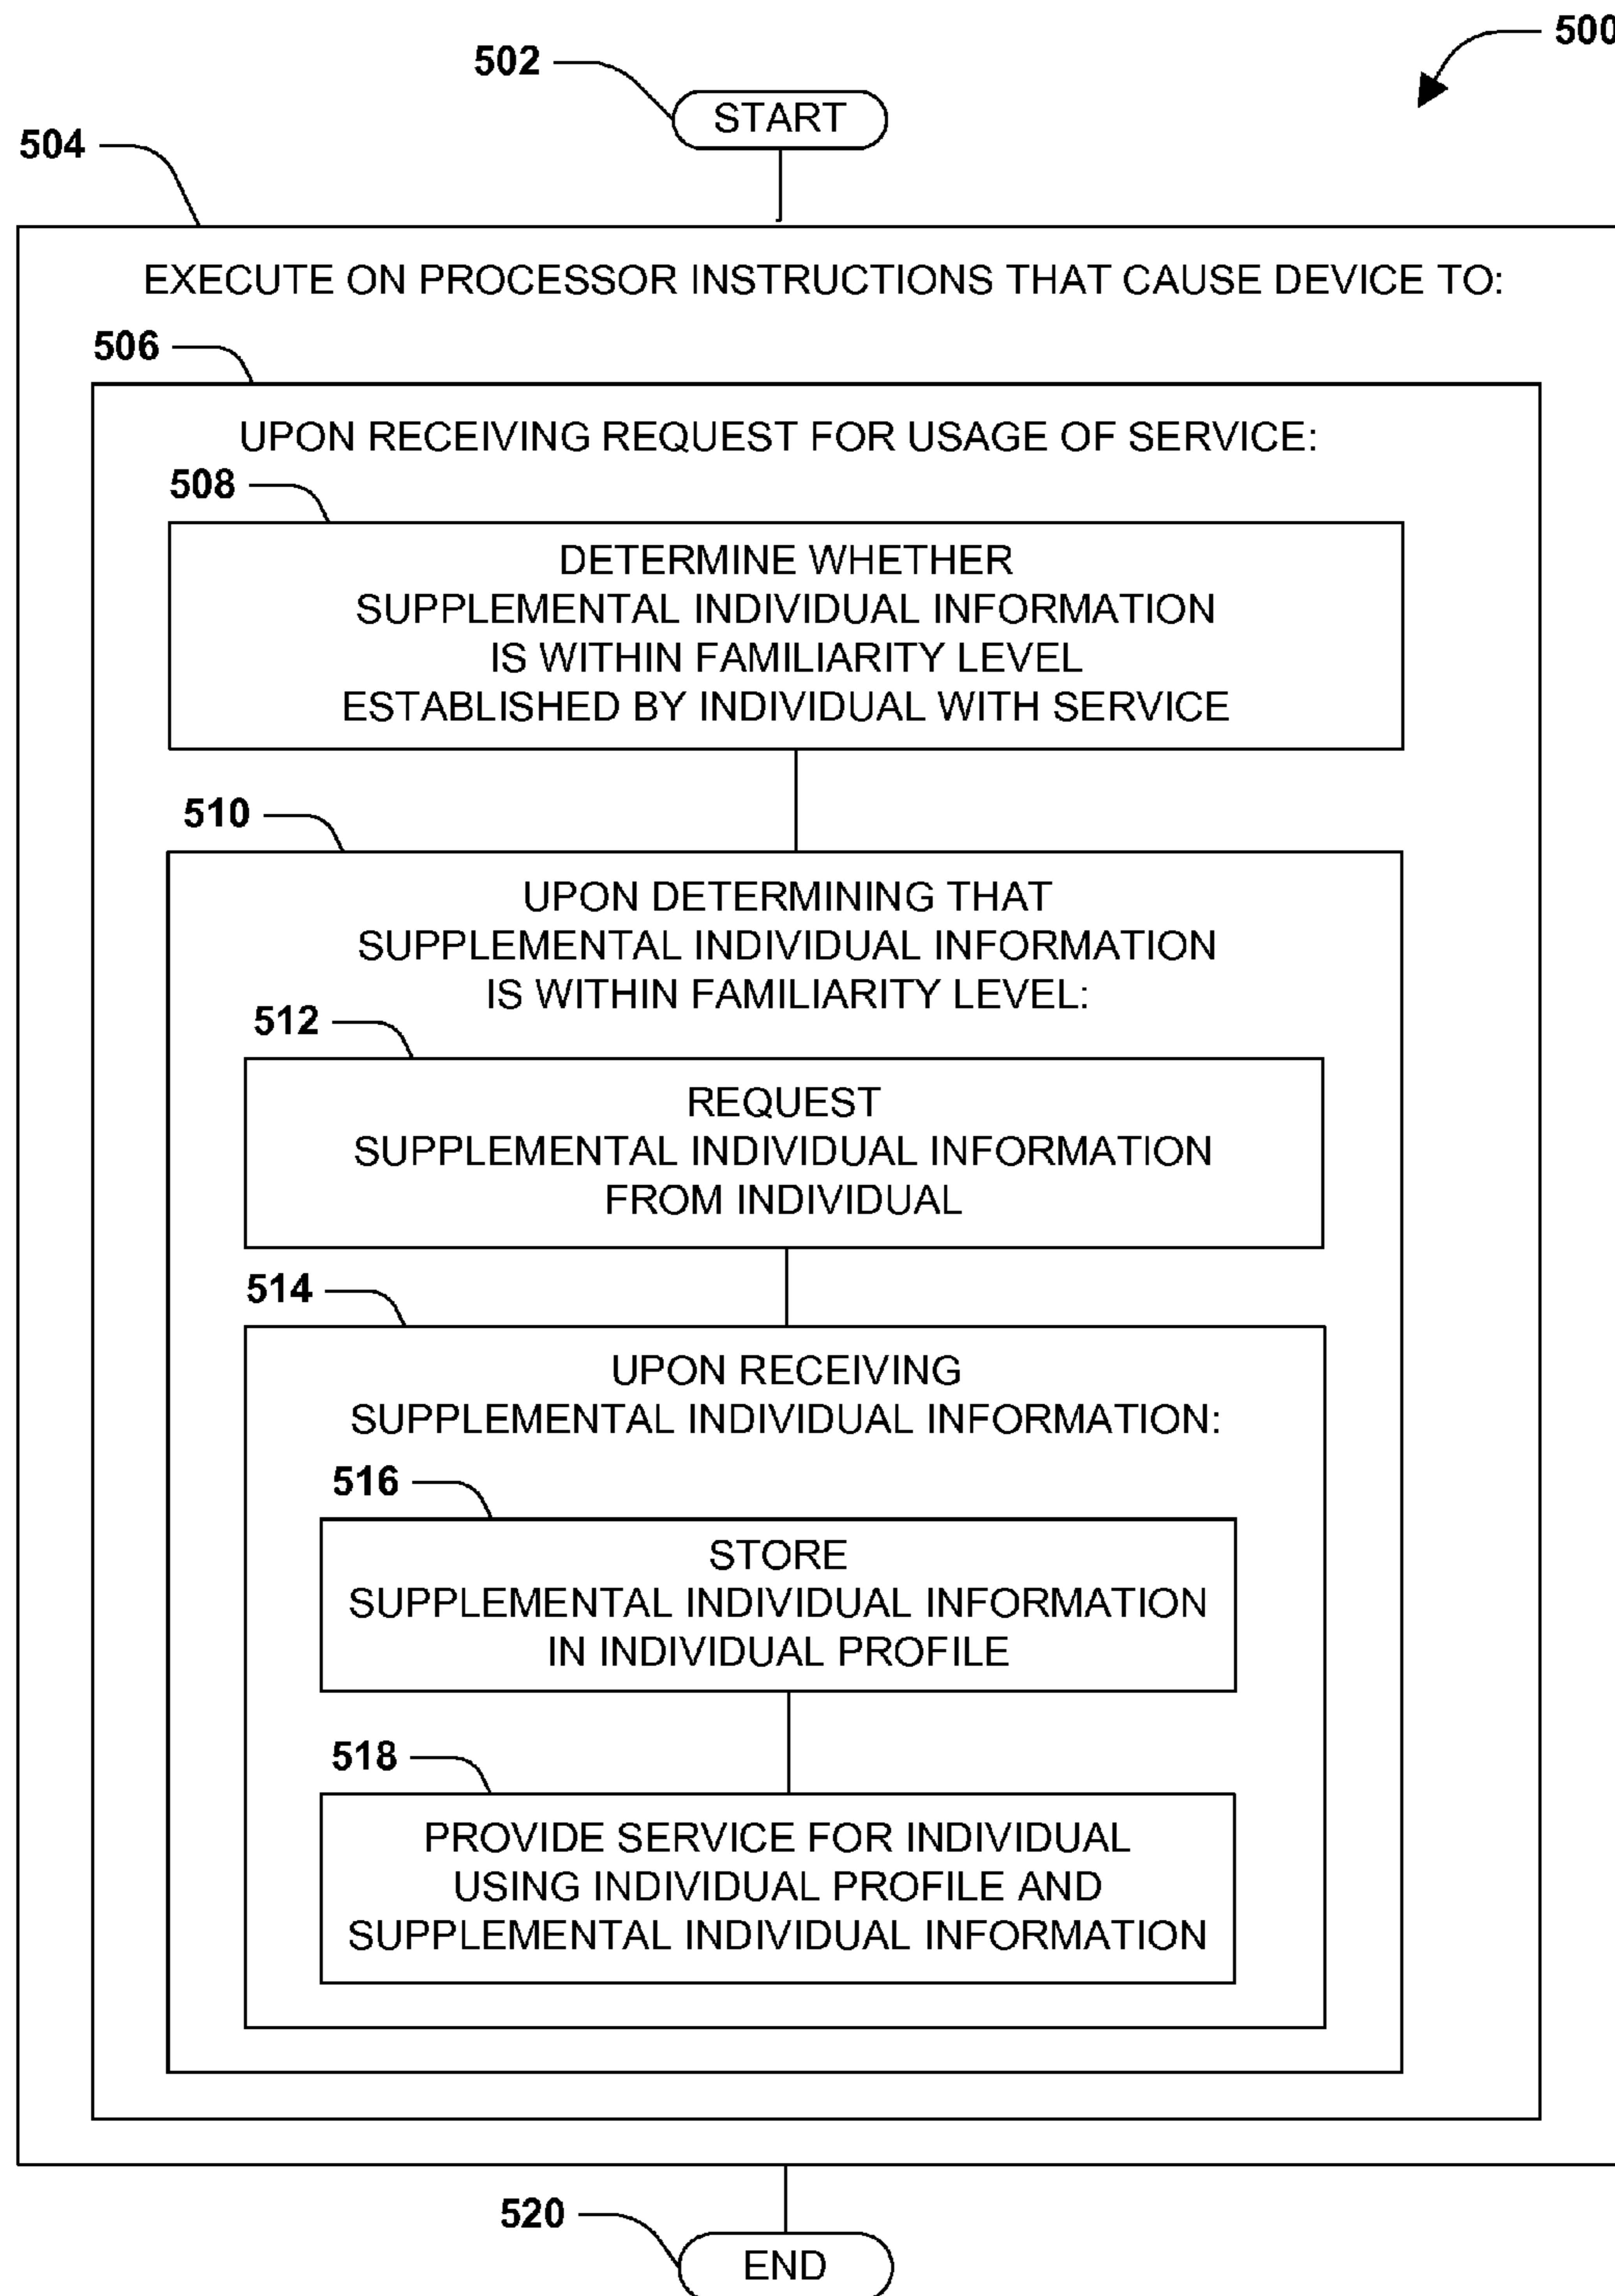 500
502
START
504
EXECUTE ON PROCESSOR INSTRUCTIONS THAT CAUSE DEVICE TO:
506
UPON RECEIVING REQUEST FOR USAGE OF SERVICE:
508
DETERMINE WHETHER
SUPPLEMENTAL INDIVIDUAL INFORMATION
IS WITHIN FAMILIARITY LEVEL
ESTABLISHED BY INDIVIDUAL WITH SERVICE
510
UPON DETERMINING THAT
SUPPLEMENTAL INDIVIDUAL INFORMATION
IS WITHIN FAMILIARITY LEVEL:
512
REQUEST
SUPPLEMENTAL INDIVIDUAL INFORMATION
FROM INDIVIDUAL
514
UPON RECEIVING
SUPPLEMENTAL INDIVIDUAL INFORMATION:
516
STORE
SUPPLEMENTAL INDIVIDUAL INFORMATION
IN INDIVIDUAL PROFILE
518
PROVIDE SERVICE FOR INDIVIDUAL
USING INDIVIDUAL PROFILE AND
SUPPLEMENTAL INDIVIDUAL INFORMATION
520
END